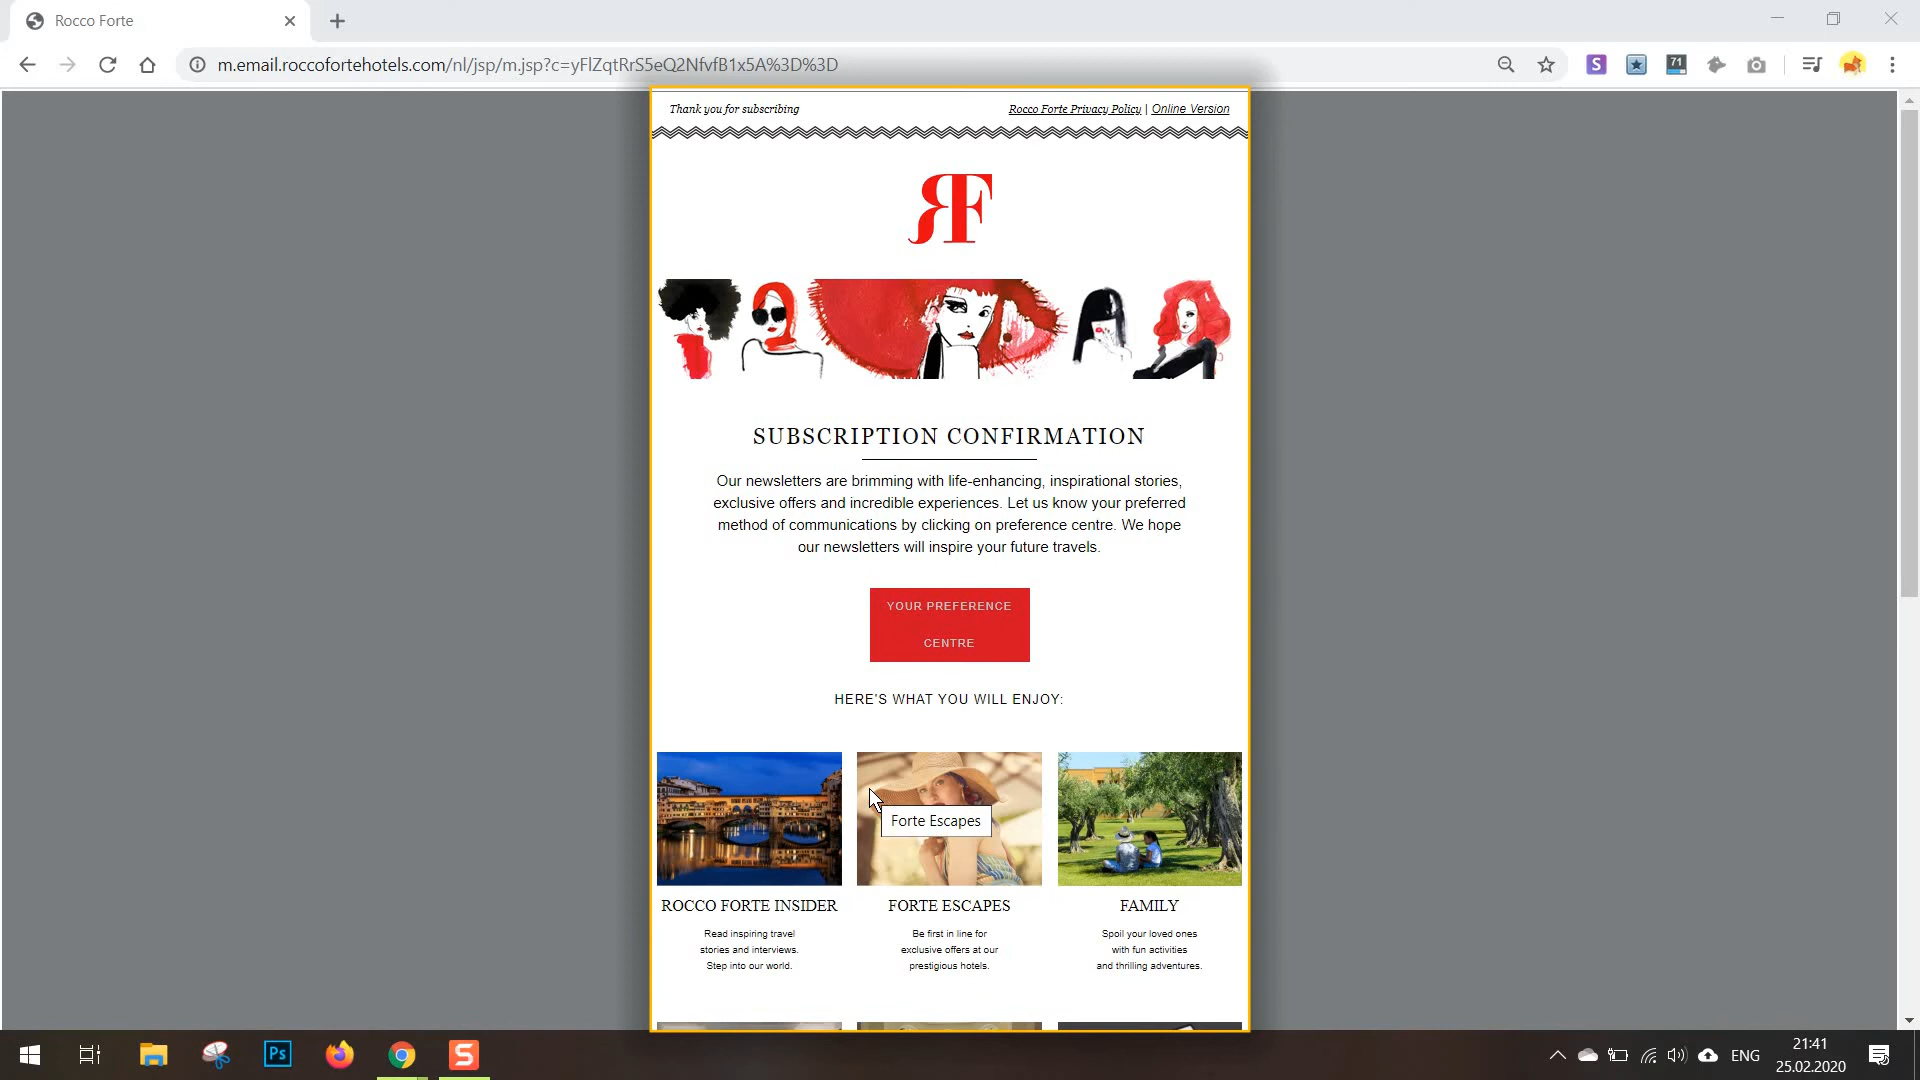 Rocco Forte
m.email.roccofortehotels.com/nl/jsp/m.jsp?c=yFlZqtRrS5eQ2NfvfB1x5A%3D%3D
S
71
Thank you for subscribing
Rocco Forte Privacy Policy | Online Version
RF
SUBSCRIPTION CONFIRMATION
Our newsletters are brimming with life-enhancing, inspirational stories,
exclusive offers and incredible experiences. Let us know your preferred
method of communications by clicking on preference centre. We hope
our newsletters will inspire your future travels.
YOUR PREFERENCE
CENTRE
HERE'S WHAT YOU WILL ENJOY:
Forte Escapes
ROCCO FORTE INSIDER
Read inspiring travel
stories and interviews.
Step into our world.
FORTE ESCAPES
Be first in line for
exclusive offers at our
prestigious hotels.
FAMILY
Spoil your loved ones
with fun activities
and thrilling adventures.
Ps
S
ENG
21:41
25.02.2020